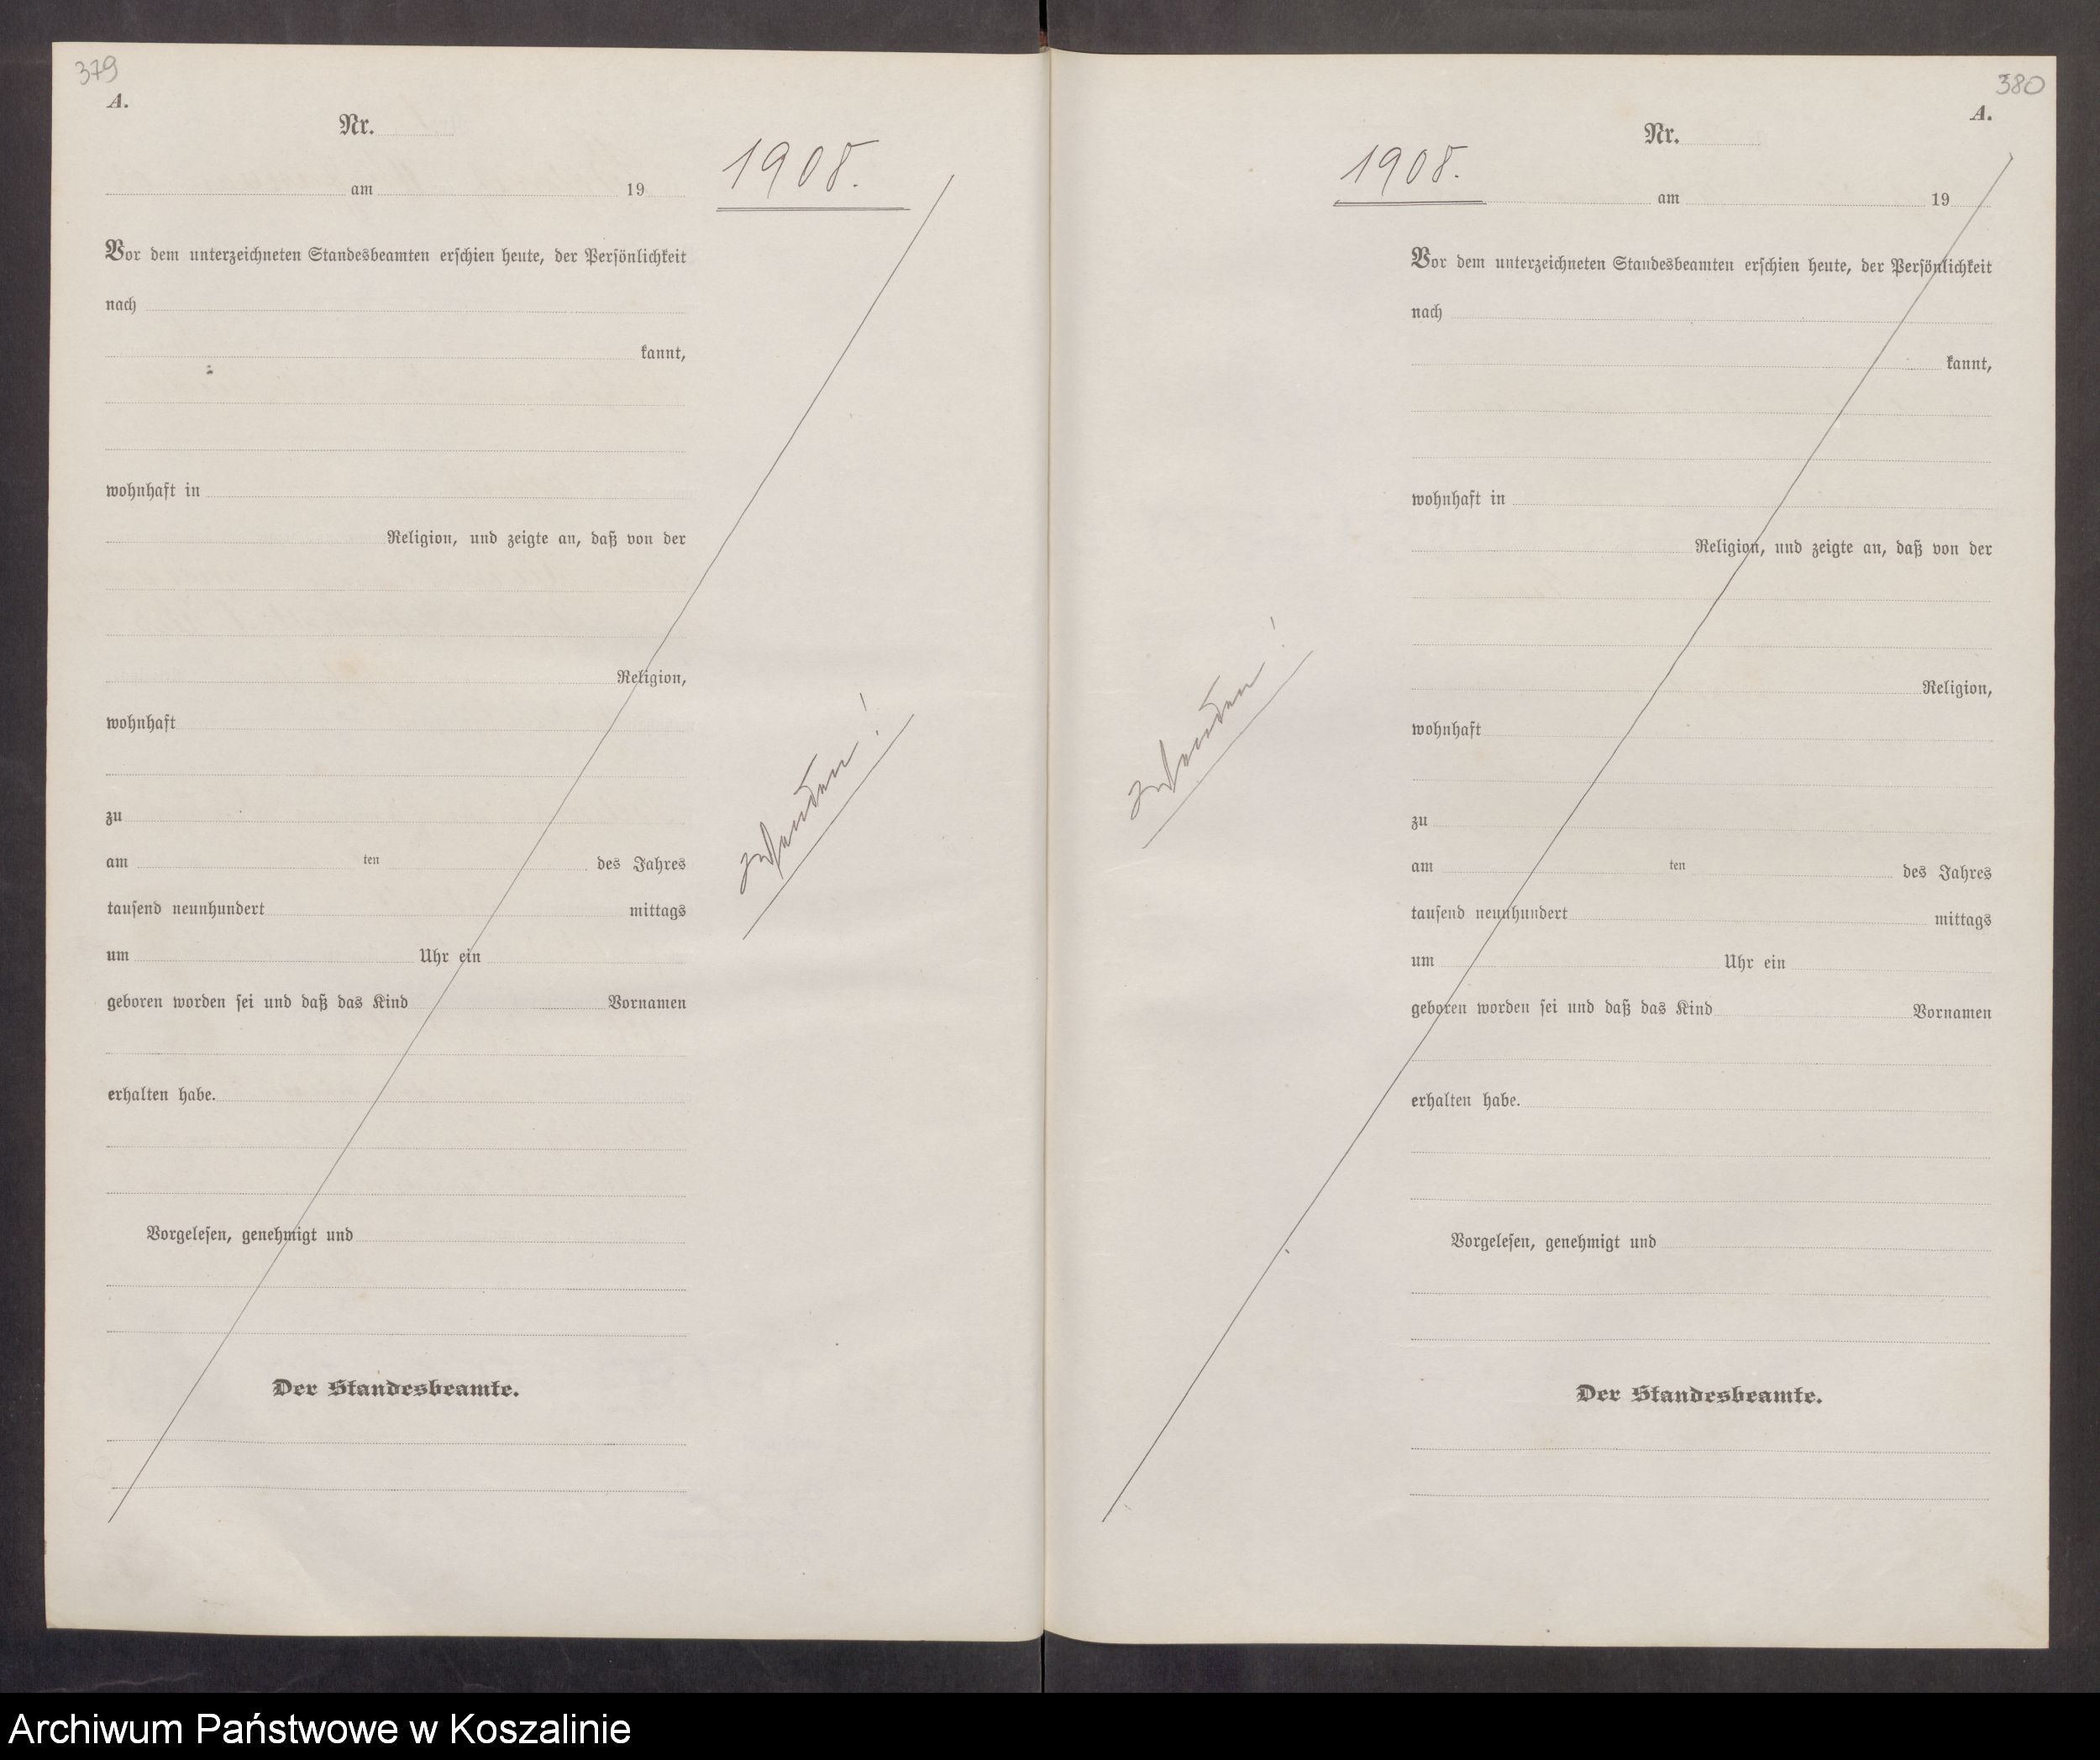 379
A.
Nr.
am 19
1908.
Vor dem unterzeichneten Standesbeamten erschien heute, der Persönlichkeit
nach
kannt,
wohnhaft in
Religion, und zeigte an, daß von der
Religion,
wohnhaft
zu
am ten des Jahres
tausend neunhundert mittags
um Uhr ein
geboren worden sei und daß das Kind Vornamen
erhalten habe.
Vorgelesen, genehmigt und
Der Standesbeamte.
380
A.
Nr.
1908.
am 19
Vor dem unterzeichneten Standesbeamten erschien heute, der Persönlichkeit
nach
kannt,
wohnhaft in
Religion, und zeigte an, daß von der
Religion,
wohnhaft
zu
am ten des Jahres
tausend neunhundert mittags
um Uhr ein
geboren worden sei und daß das Kind Vornamen
erhalten habe.
Vorgelesen, genehmigt und
Der Standesbeamte.
Archiwum Państwowe w Koszalinie